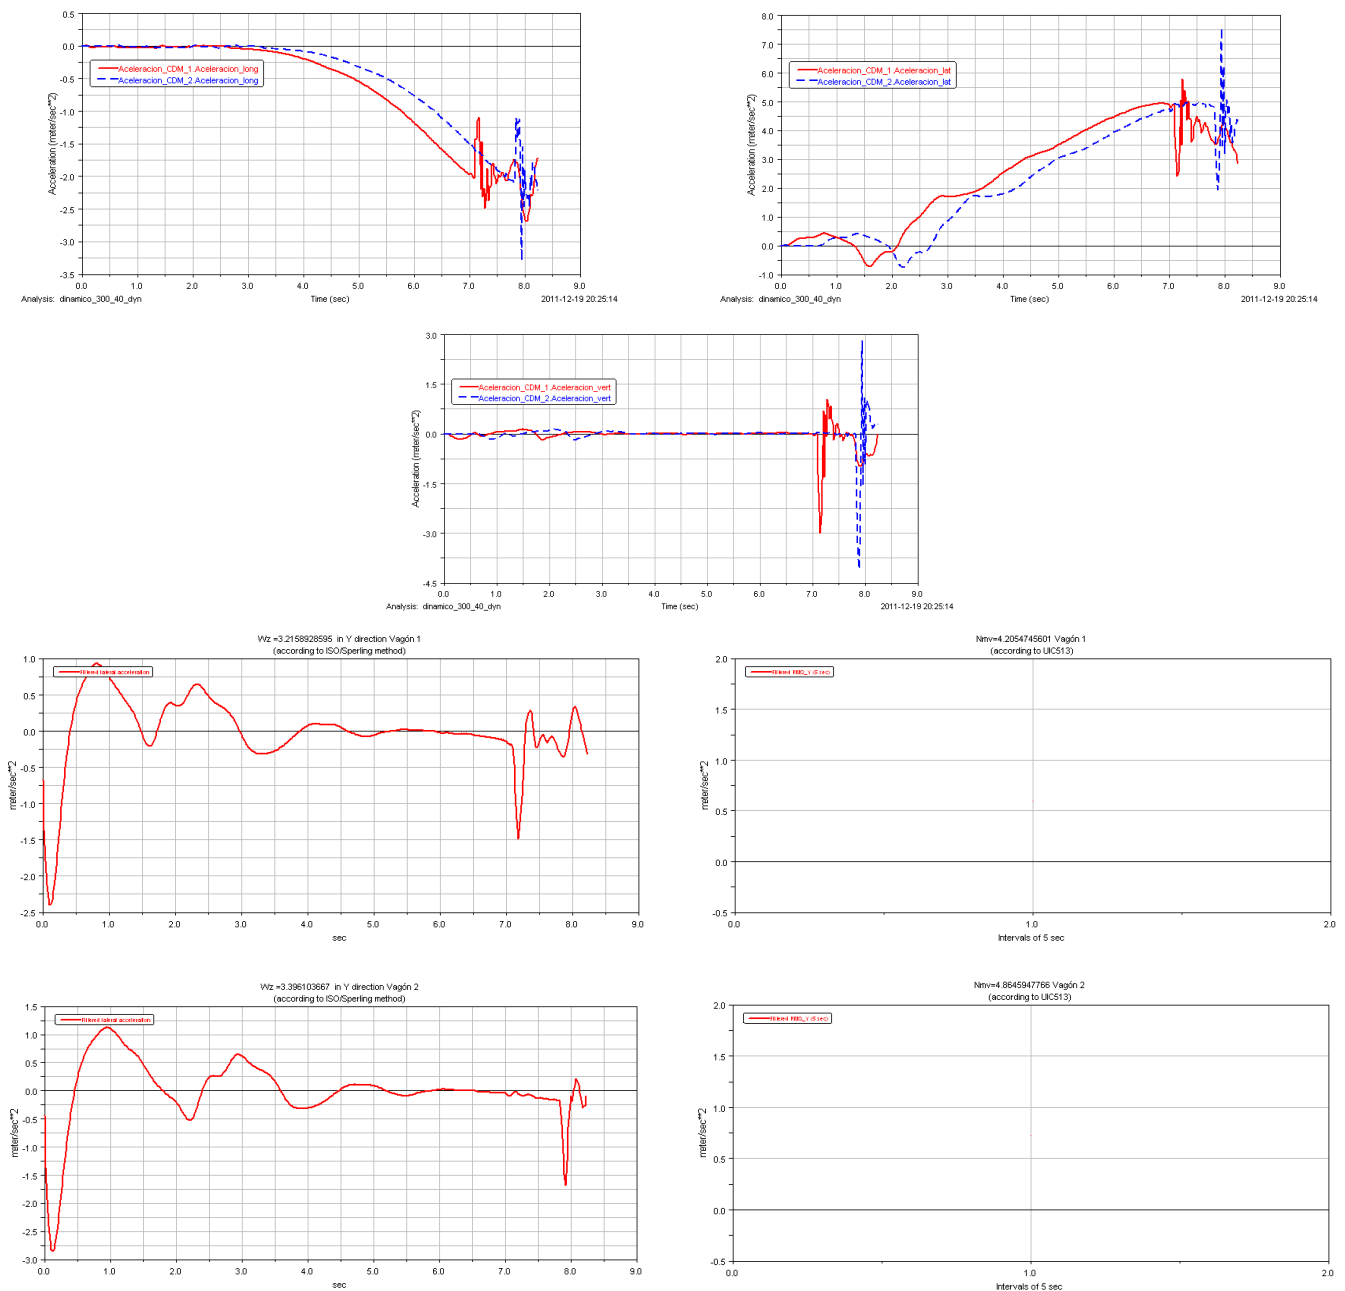 0.5
0.0
-0.5
-1.0
-1.5
-2.0
-2.5
-3.0
-3.5
Acceleration (meter/sec**2)
Aceleracion_CDM_1.Aceleracion_long
Aceleracion_CDM_2.Aceleracion_long
0.0 1.0 2.0 3.0 4.0 5.0 6.0 7.0 8.0 9.0
Analysis: dinamico_300_40_dyn Time (sec) 2011-12-19 20:25:14
8.0
7.0
6.0
5.0
4.0
3.0
2.0
1.0
0.0
-1.0
Acceleration (meter/sec**2)
Aceleracion_CDM_1.Aceleracion_lat
Aceleracion_CDM_2.Aceleracion_lat
0.0 1.0 2.0 3.0 4.0 5.0 6.0 7.0 8.0 9.0
Analysis: dinamico_300_40_dyn Time (sec) 2011-12-19 20:25:14
3.0
1.5
0.0
-1.5
-3.0
-4.5
Acceleration (meter/sec**2)
Aceleracion_CDM_1.Aceleracion_vert
Aceleracion_CDM_2.Aceleracion_vert
0.0 1.0 2.0 3.0 4.0 5.0 6.0 7.0 8.0 9.0
Analysis: dinamico_300_40_dyn Time (sec) 2011-12-19 20:25:14
Wz =3.2158928595 in Y direction Vagón 1
(according to ISO/Sperling method)
1.0
0.5
0.0
-0.5
-1.0
-1.5
-2.0
-2.5
meter/sec**2
Filtered lateral acceleration
0.0 1.0 2.0 3.0 4.0 5.0 6.0 7.0 8.0 9.0
sec
Nmv=4.2054745601 Vagón 1
(according to UIC513)
2.0
1.5
1.0
0.5
0.0
-0.5
meter/sec**2
Filtered RMS_Y (5 sec)
0.0 1.0 2.0
Intervals of 5 sec
Wz =3.396103667 in Y direction Vagón 2
(according to ISO/Sperling method)
1.5
1.0
0.5
0.0
-0.5
-1.0
-1.5
-2.0
-2.5
-3.0
meter/sec**2
Filtered lateral acceleration
0.0 1.0 2.0 3.0 4.0 5.0 6.0 7.0 8.0 9.0
sec
Nmv=4.8645947766 Vagón 2
(according to UIC513)
2.0
1.5
1.0
0.5
0.0
-0.5
meter/sec**2
Filtered RMS_Y (5 sec)
0.0 1.0 2.0
Intervals of 5 sec